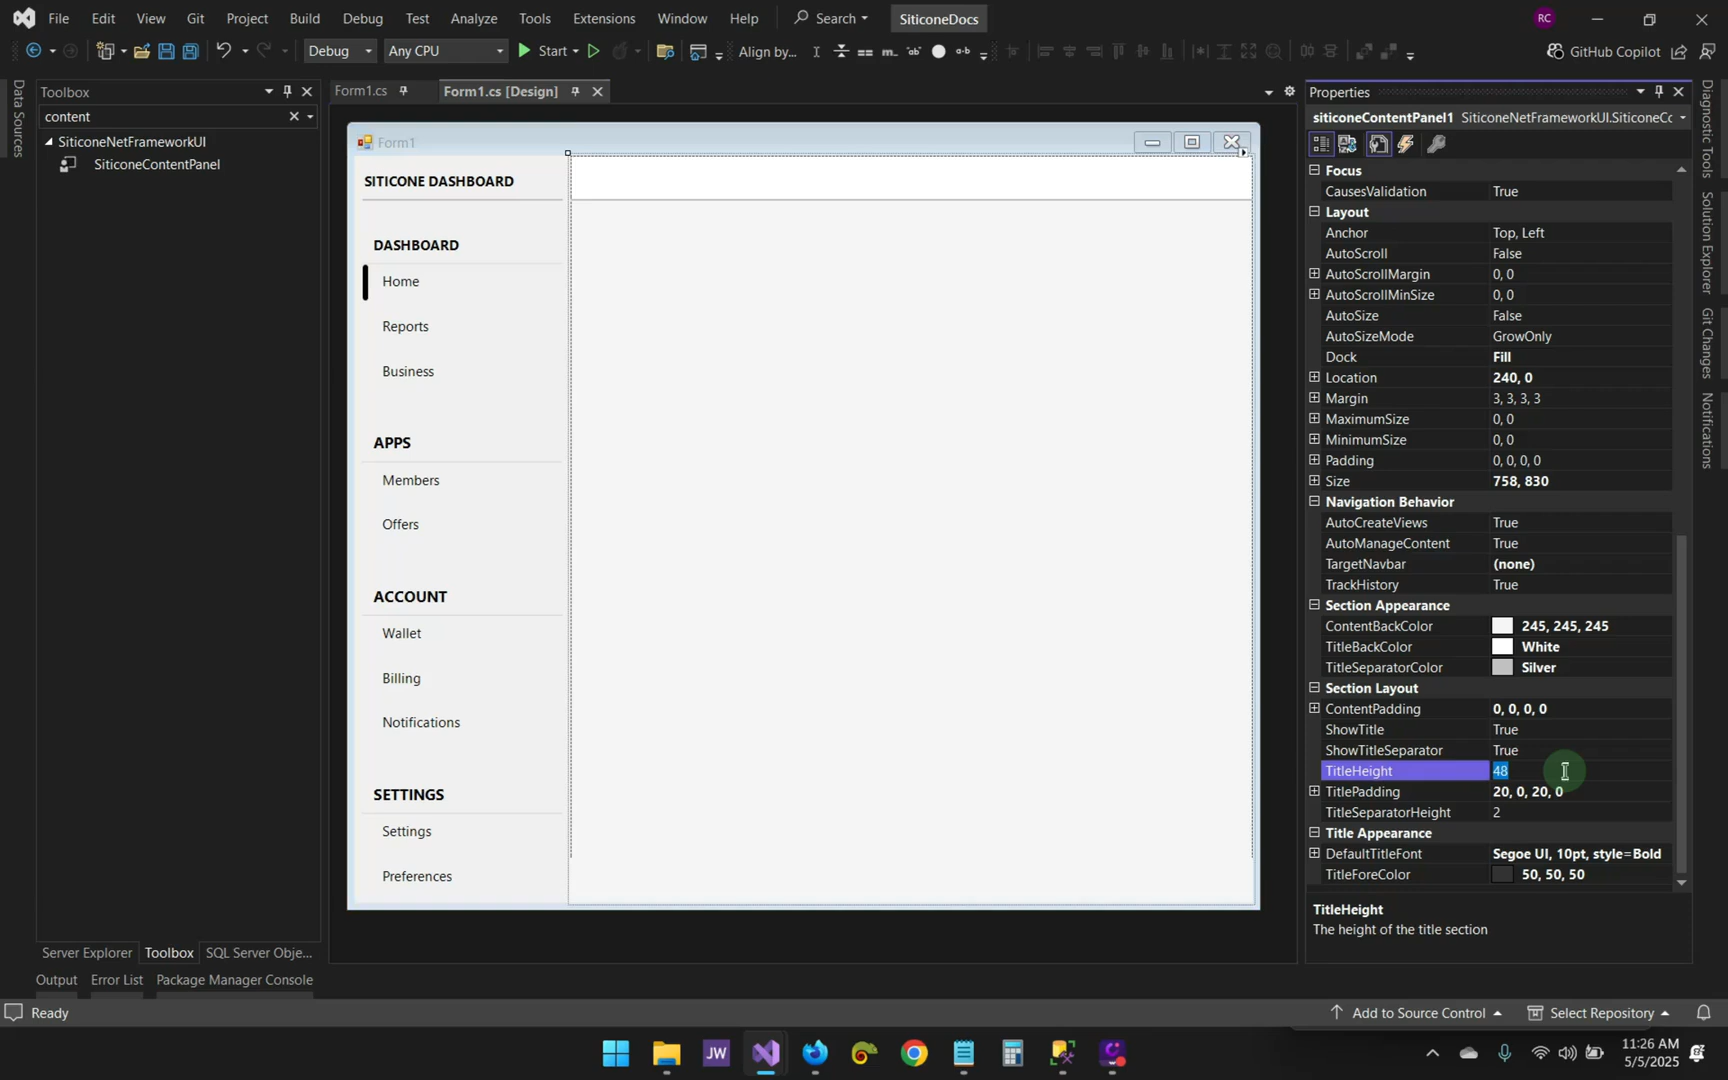 File Edit View Git Project Build Debug Test Analyze Tools Extensions Window Help Search SiticoneDocs RC
Debug Any CPU Start Align by... GitHub Copilot
Data Sources
Toolbox
content
SiticoneNetFrameworkUI
SiticoneContentPanel
Server Explorer Toolbox SQL Server Obje...
Output Error List Package Manager Console
Form1.cs Form1.cs [Design]
Form1
SITICONE DASHBOARD
DASHBOARD
Home
Reports
Business
APPS
Members
Offers
ACCOUNT
Wallet
Billing
Notifications
SETTINGS
Settings
Preferences
Properties
siticoneContentPanel1 SiticoneNetFrameworkUI.SiticoneCc
Focus
CausesValidation True
Layout
Anchor Top, Left
AutoScroll False
AutoScrollMargin 0, 0
AutoScrollMinSize 0, 0
AutoSize False
AutoSizeMode GrowOnly
Dock Fill
Location 240, 0
Margin 3, 3, 3, 3
MaximumSize 0, 0
MinimumSize 0, 0
Padding 0, 0, 0, 0
Size 758, 830
Navigation Behavior
AutoCreateViews True
AutoManageContent True
TargetNavbar (none)
TrackHistory True
Section Appearance
ContentBackColor 245, 245, 245
TitleBackColor White
TitleSeparatorColor Silver
Section Layout
ContentPadding 0, 0, 0, 0
ShowTitle True
ShowTitleSeparator True
TitleHeight 48
TitlePadding 20, 0, 20, 0
TitleSeparatorHeight 2
Title Appearance
DefaultTitleFont Segoe UI, 10pt, style=Bold
TitleForeColor 50, 50, 50
TitleHeight
The height of the title section
Diagnostic Tools
Solution Explorer
Git Changes
Notifications
Ready Add to Source Control Select Repository
JW
11:26 AM
5/5/2025